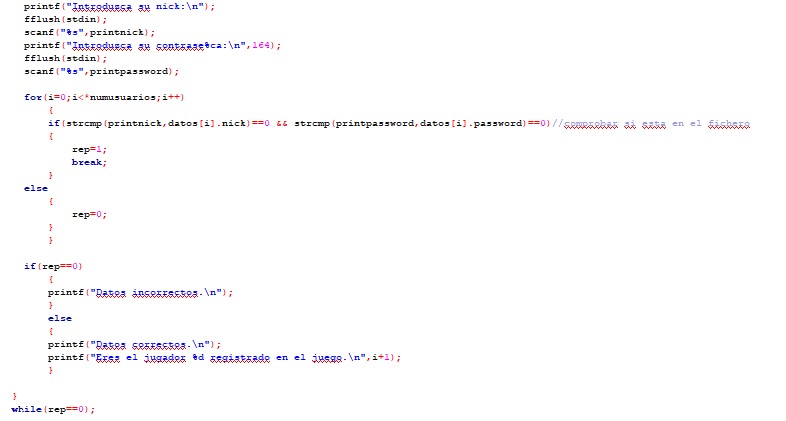 printf("Introduzca su nick:\n");
fflush(stdin);
scanf("%s",printnick);
printf("Introduzca su contrase%ca:\n",164);
fflush(stdin);
scanf("%s",printpassword);
for(i=0;i<*numusuarios;i++)
{
if(strcmp(printnick,datos[i].nick)==0 && strcmp(printpassword,datos[i].password)==0)//comprobar si esta en el fichero
{
rep=1;
break;
}
else
{
rep=0;
}
}
if(rep==0)
{
printf("Datos incorrectos.\n");
}
else
{
printf("Datos correctos.\n");
printf("Eres el jugador %d registrado en el juego.\n",i+1);
}
}
while(rep==0);